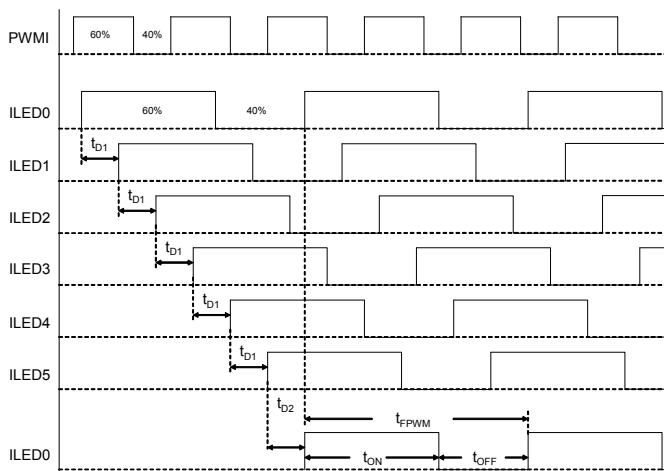 PWMI 60% 40%
ILED0 60% 40%
tD1
ILED1
tD1
ILED2
tD1
ILED3
tD1
ILED4
tD1
ILED5
tD2 tFPWM
ILED0 tON tOFF